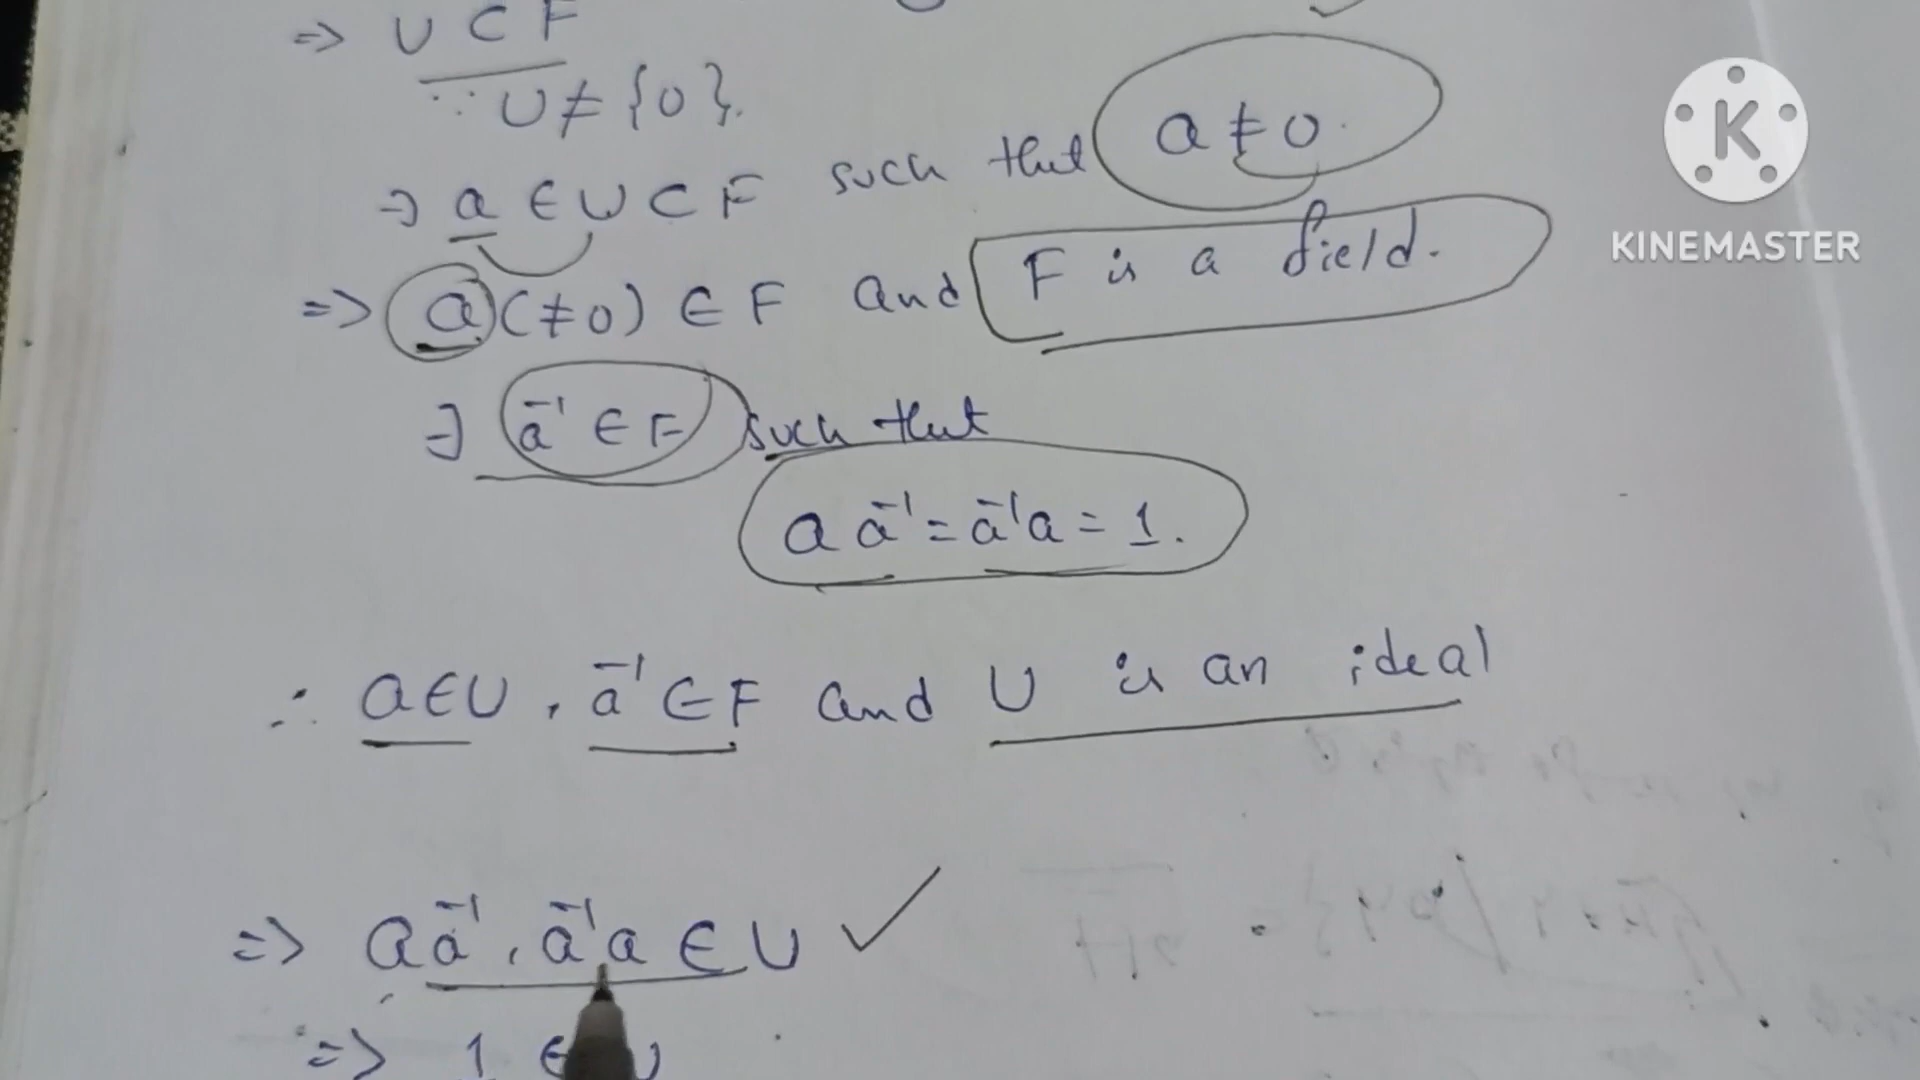 => U ⊂ F
∵ U ≠ {0}.
=> a ∈ U ⊂ F such that a ≠ 0.
=> a (≠0) ∈ F and F is a field.
=> a⁻¹ ∈ F such that
a a⁻¹ = a⁻¹a = 1.
∴ a ∈ U, a⁻¹ ∈ F and U is an ideal
=> a a⁻¹, a⁻¹a ∈ U ✓
=> 1 ∈ U
K
KINEMASTER